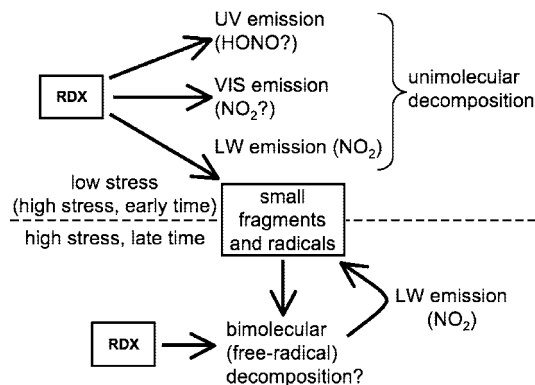 UV emission
(HONO?)
RDX
VIS emission
(NO₂?)
LW emission (NO₂)
unimolecular
decomposition
low stress
(high stress, early time)
high stress, late time
small
fragments
and radicals
LW emission
(NO₂)
RDX
bimolecular
(free-radical)
decomposition?